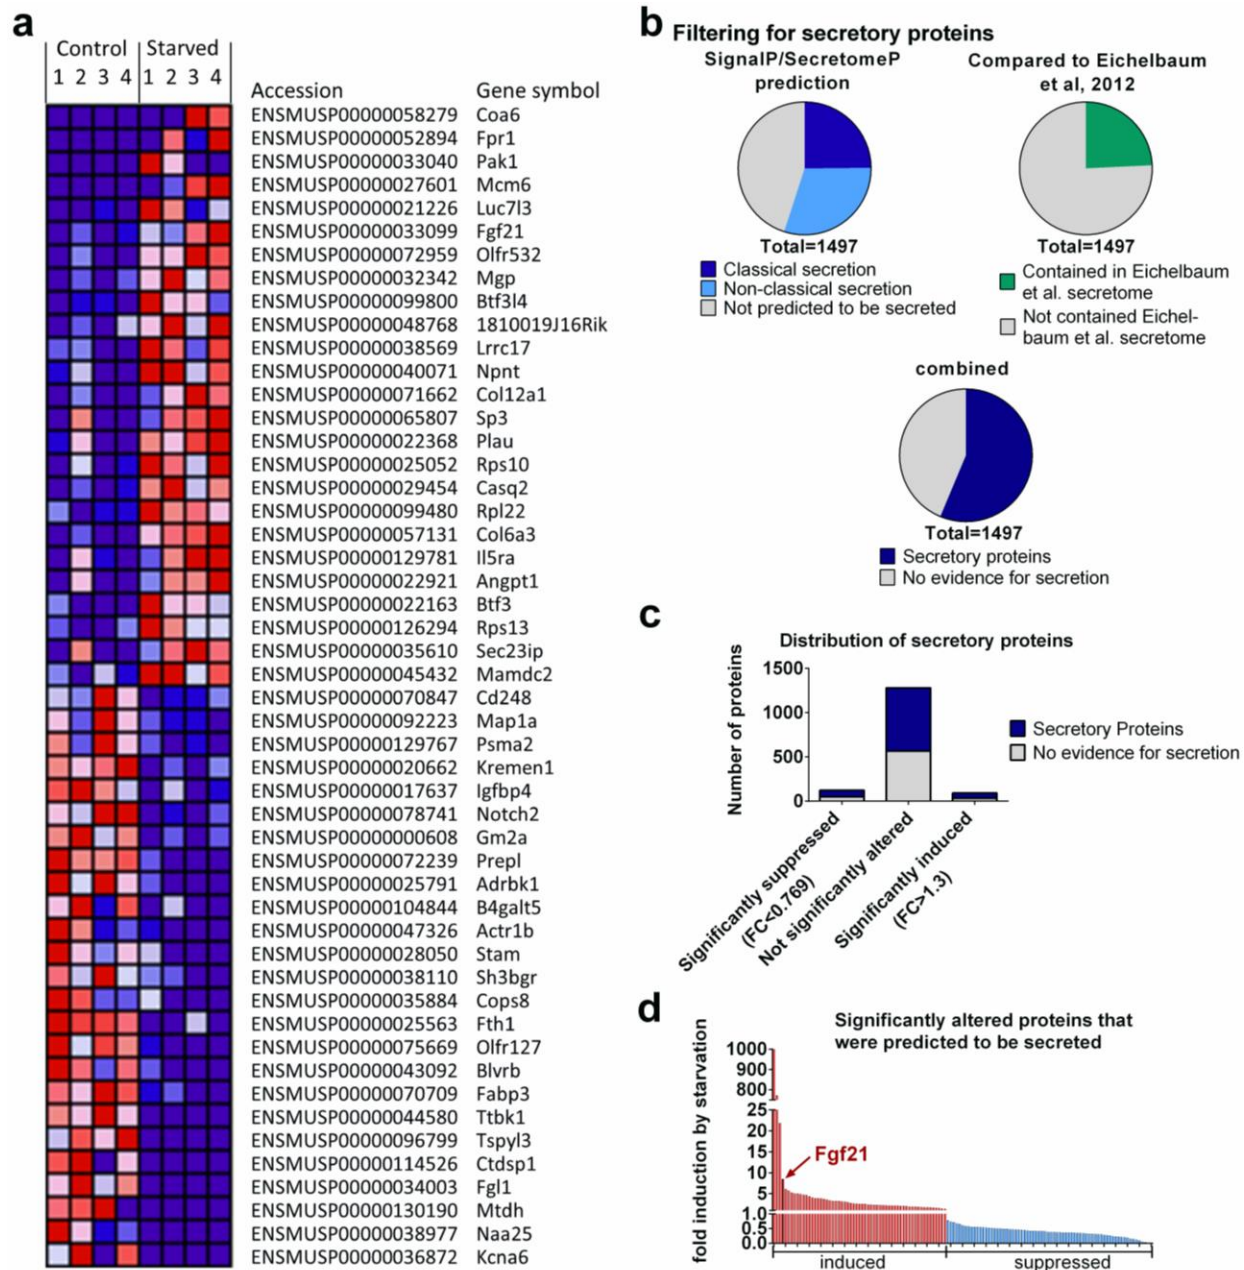 a
Control Starved
1 2 3 4 1 2 3 4
Accession Gene symbol
ENSMUSP00000058279 Coa6
ENSMUSP00000052894 Fpr1
ENSMUSP00000033040 Pak1
ENSMUSP00000027601 Mcm6
ENSMUSP00000021226 Luc7l3
ENSMUSP00000033099 Fgf21
ENSMUSP00000072959 Olfr532
ENSMUSP00000032342 Mgp
ENSMUSP00000099800 Btf3l4
ENSMUSP00000048768 1810019J16Rik
ENSMUSP00000038569 Lrrc17
ENSMUSP00000040071 Npnt
ENSMUSP00000071662 Col12a1
ENSMUSP00000065807 Sp3
ENSMUSP00000022368 Plau
ENSMUSP00000025052 Rps10
ENSMUSP00000029454 Casq2
ENSMUSP00000099480 Rpl22
ENSMUSP00000057131 Col6a3
ENSMUSP00000129781 Il5ra
ENSMUSP00000022921 Angpt1
ENSMUSP00000022163 Btf3
ENSMUSP00000126294 Rps13
ENSMUSP00000035610 Sec23ip
ENSMUSP00000045432 Mamdc2
ENSMUSP00000070847 Cd248
ENSMUSP00000092223 Map1a
ENSMUSP00000129767 Psma2
ENSMUSP00000020662 Kremen1
ENSMUSP00000017637 Igfbp4
ENSMUSP00000078741 Notch2
ENSMUSP00000000608 Gm2a
ENSMUSP00000072239 Prepl
ENSMUSP00000025791 Adrbk1
ENSMUSP00000104844 B4galt5
ENSMUSP00000047326 Actr1b
ENSMUSP00000028050 Stam
ENSMUSP00000038110 Sh3bgr
ENSMUSP00000035884 Cops8
ENSMUSP00000025563 Fth1
ENSMUSP00000075669 Olfr127
ENSMUSP00000043092 Blvrb
ENSMUSP00000070709 Fabp3
ENSMUSP00000044580 Ttbk1
ENSMUSP00000096799 Tspyl3
ENSMUSP00000114526 Ctdsp1
ENSMUSP00000034003 Fgl1
ENSMUSP00000130190 Mtdh
ENSMUSP00000038977 Naa25
ENSMUSP00000036872 Kcna6
b
Filtering for secretory proteins
SignalP/SecretomeP
prediction
Total=1497
Classical secretion
Non-classical secretion
Not predicted to be secreted
Compared to Eichelbaum
et al, 2012
Total=1497
Contained in Eichelbaum
et al. secretome
Not contained Eichel-
baum et al. secretome
combined
Total=1497
Secretory proteins
No evidence for secretion
c
Distribution of secretory proteins
Number of proteins
1500
1000
500
0
Significantly suppressed
(FC<0.769)
Not significantly altered
Significantly induced
(FC>1.3)
Secretory Proteins
No evidence for secretion
d
Significantly altered proteins that
were predicted to be secreted
fold induction by starvation
1000
900
800
25
20
15
10
5
1.0
0.5
0.0
Fgf21
induced
suppressed